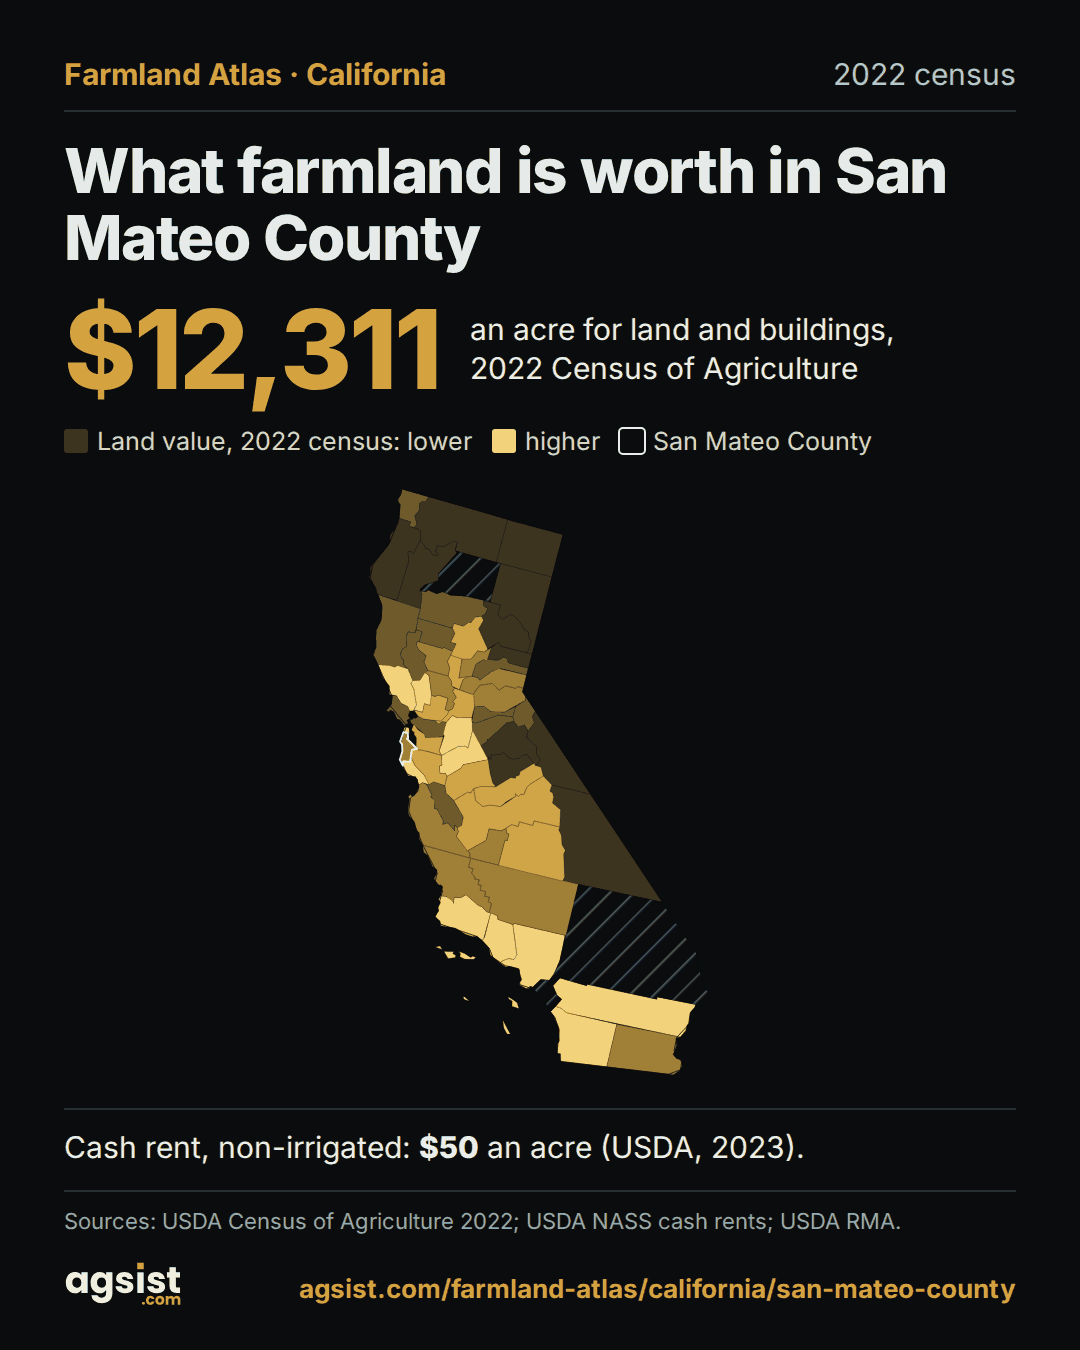 Farmland Atlas · California
2022 census
What farmland is worth in San
Mateo County
$12,311
an acre for land and buildings,
2022 Census of Agriculture
Land value, 2022 census: lower
higher
San Mateo County
Cash rent, non-irrigated: $50 an acre (USDA, 2023).
Sources: USDA Census of Agriculture 2022; USDA NASS cash rents; USDA RMA.
agsist
.com
agsist.com/farmland-atlas/california/san-mateo-county